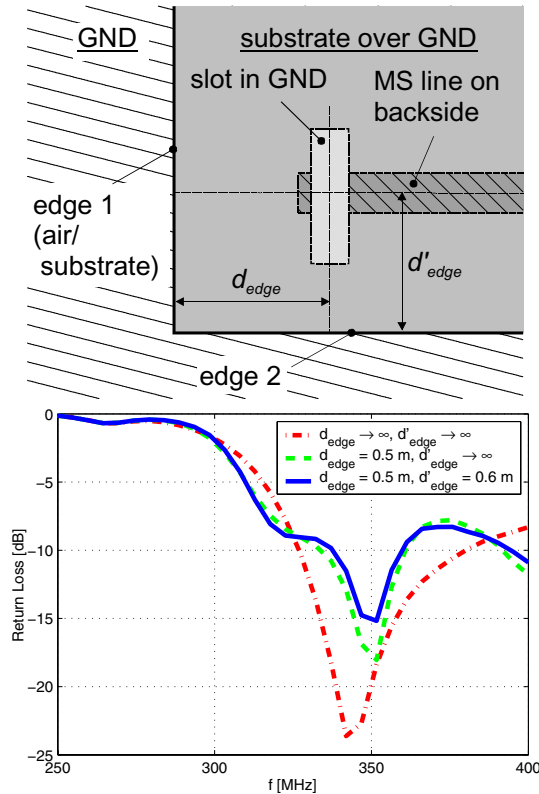 GND
substrate over GND
slot in GND
MS line on
backside
edge 1
(air/
substrate)
d_edge
d'_edge
edge 2
0
−5
−10
−15
−20
−25
Return Loss [dB]
d_edge → ∞, d'_edge → ∞
d_edge = 0.5 m, d'_edge → ∞
d_edge = 0.5 m, d'_edge = 0.6 m
250
300
350
400
f [MHz]